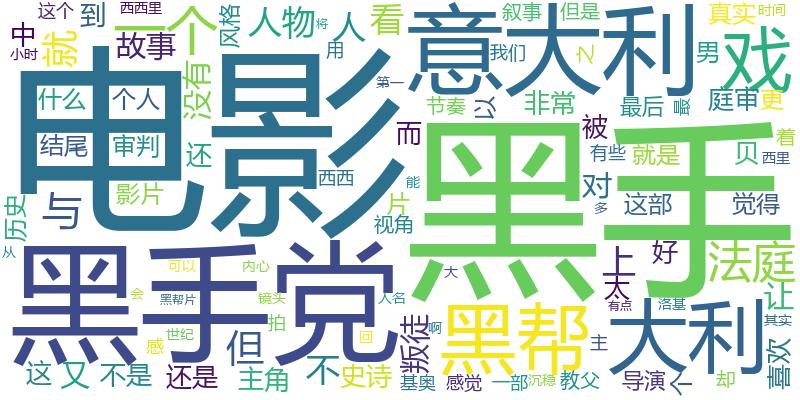 这个
西西里
到
中
小时
就
故事
一个
风格
人物
用
将
人
看
叙事
但是
我们
之
真实
时间
意大利
男
戏
电影
什么
个人
没有
第一
节奏
以
非常
最后
最
庭审
更
结尾
审判
还
而
被
有些
就是
贝
着
西里
黑手
影片
西西
片
能
对
多
这部
觉得
历史
与
视角
从
黑手党
可以
内心
上
好
法庭
大
太
会
黑帮片
镜头
人名
有点
洛基
让
世纪
拍
回
啊
黑帮
叛徒
主
大利
其实
感
但
这
又
不是
还是
主角
不
史诗
基奥
感觉
一部
沉稳
教父
导演
个
却
喜欢